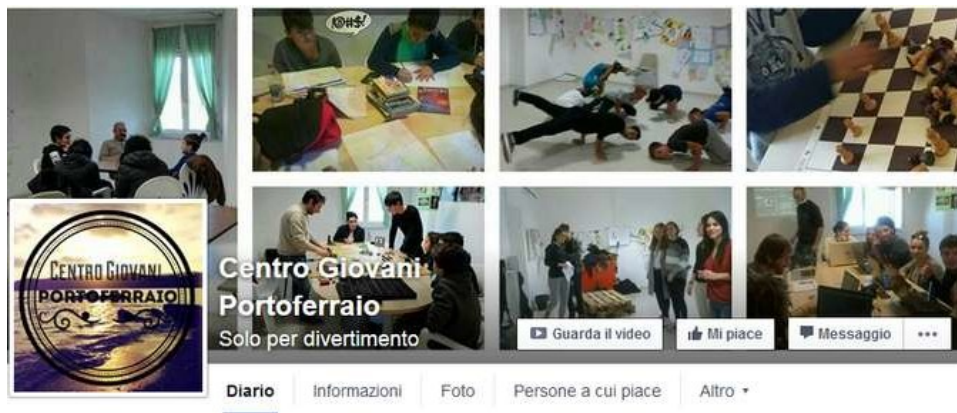 @#$!
CENTRO GIOVANI
PORTOFERRAIO
Centro Giovani
Portoferraio
Solo per divertimento
Guarda il video
Mi piace
Messaggio
Diario
Informazioni
Foto
Persone a cui piace
Altro